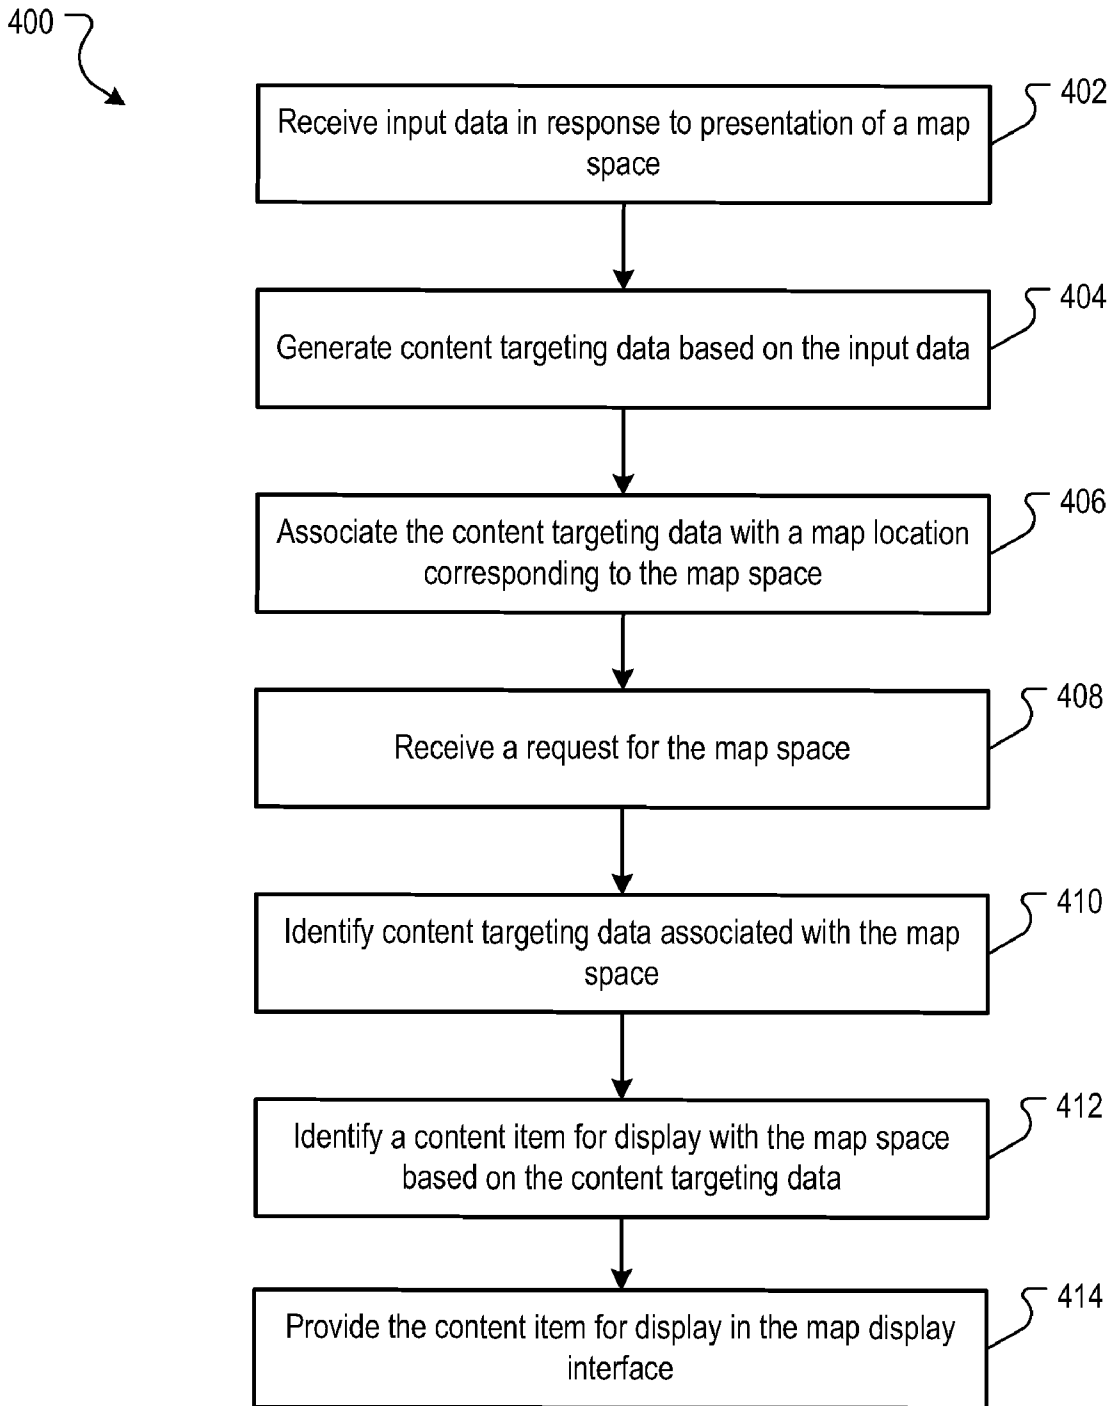 400
402
Receive input data in response to presentation of a map
space
404
Generate content targeting data based on the input data
406
Associate the content targeting data with a map location
corresponding to the map space
408
Receive a request for the map space
410
Identify content targeting data associated with the map
space
412
Identify a content item for display with the map space
based on the content targeting data
414
Provide the content item for display in the map display
interface